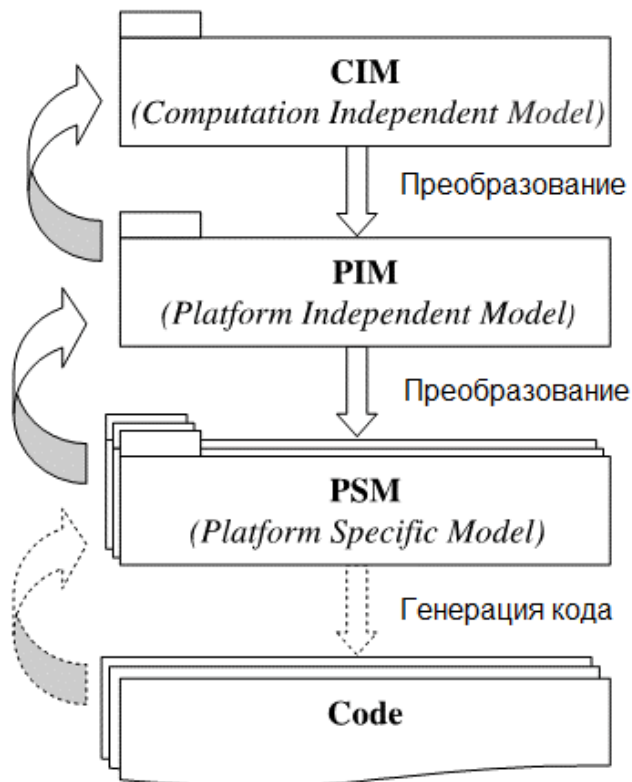 CIM
(Computation Independent Model)
Преобразование
PIM
(Platform Independent Model)
Преобразование
PSM
(Platform Specific Model)
Генерация кода
Code